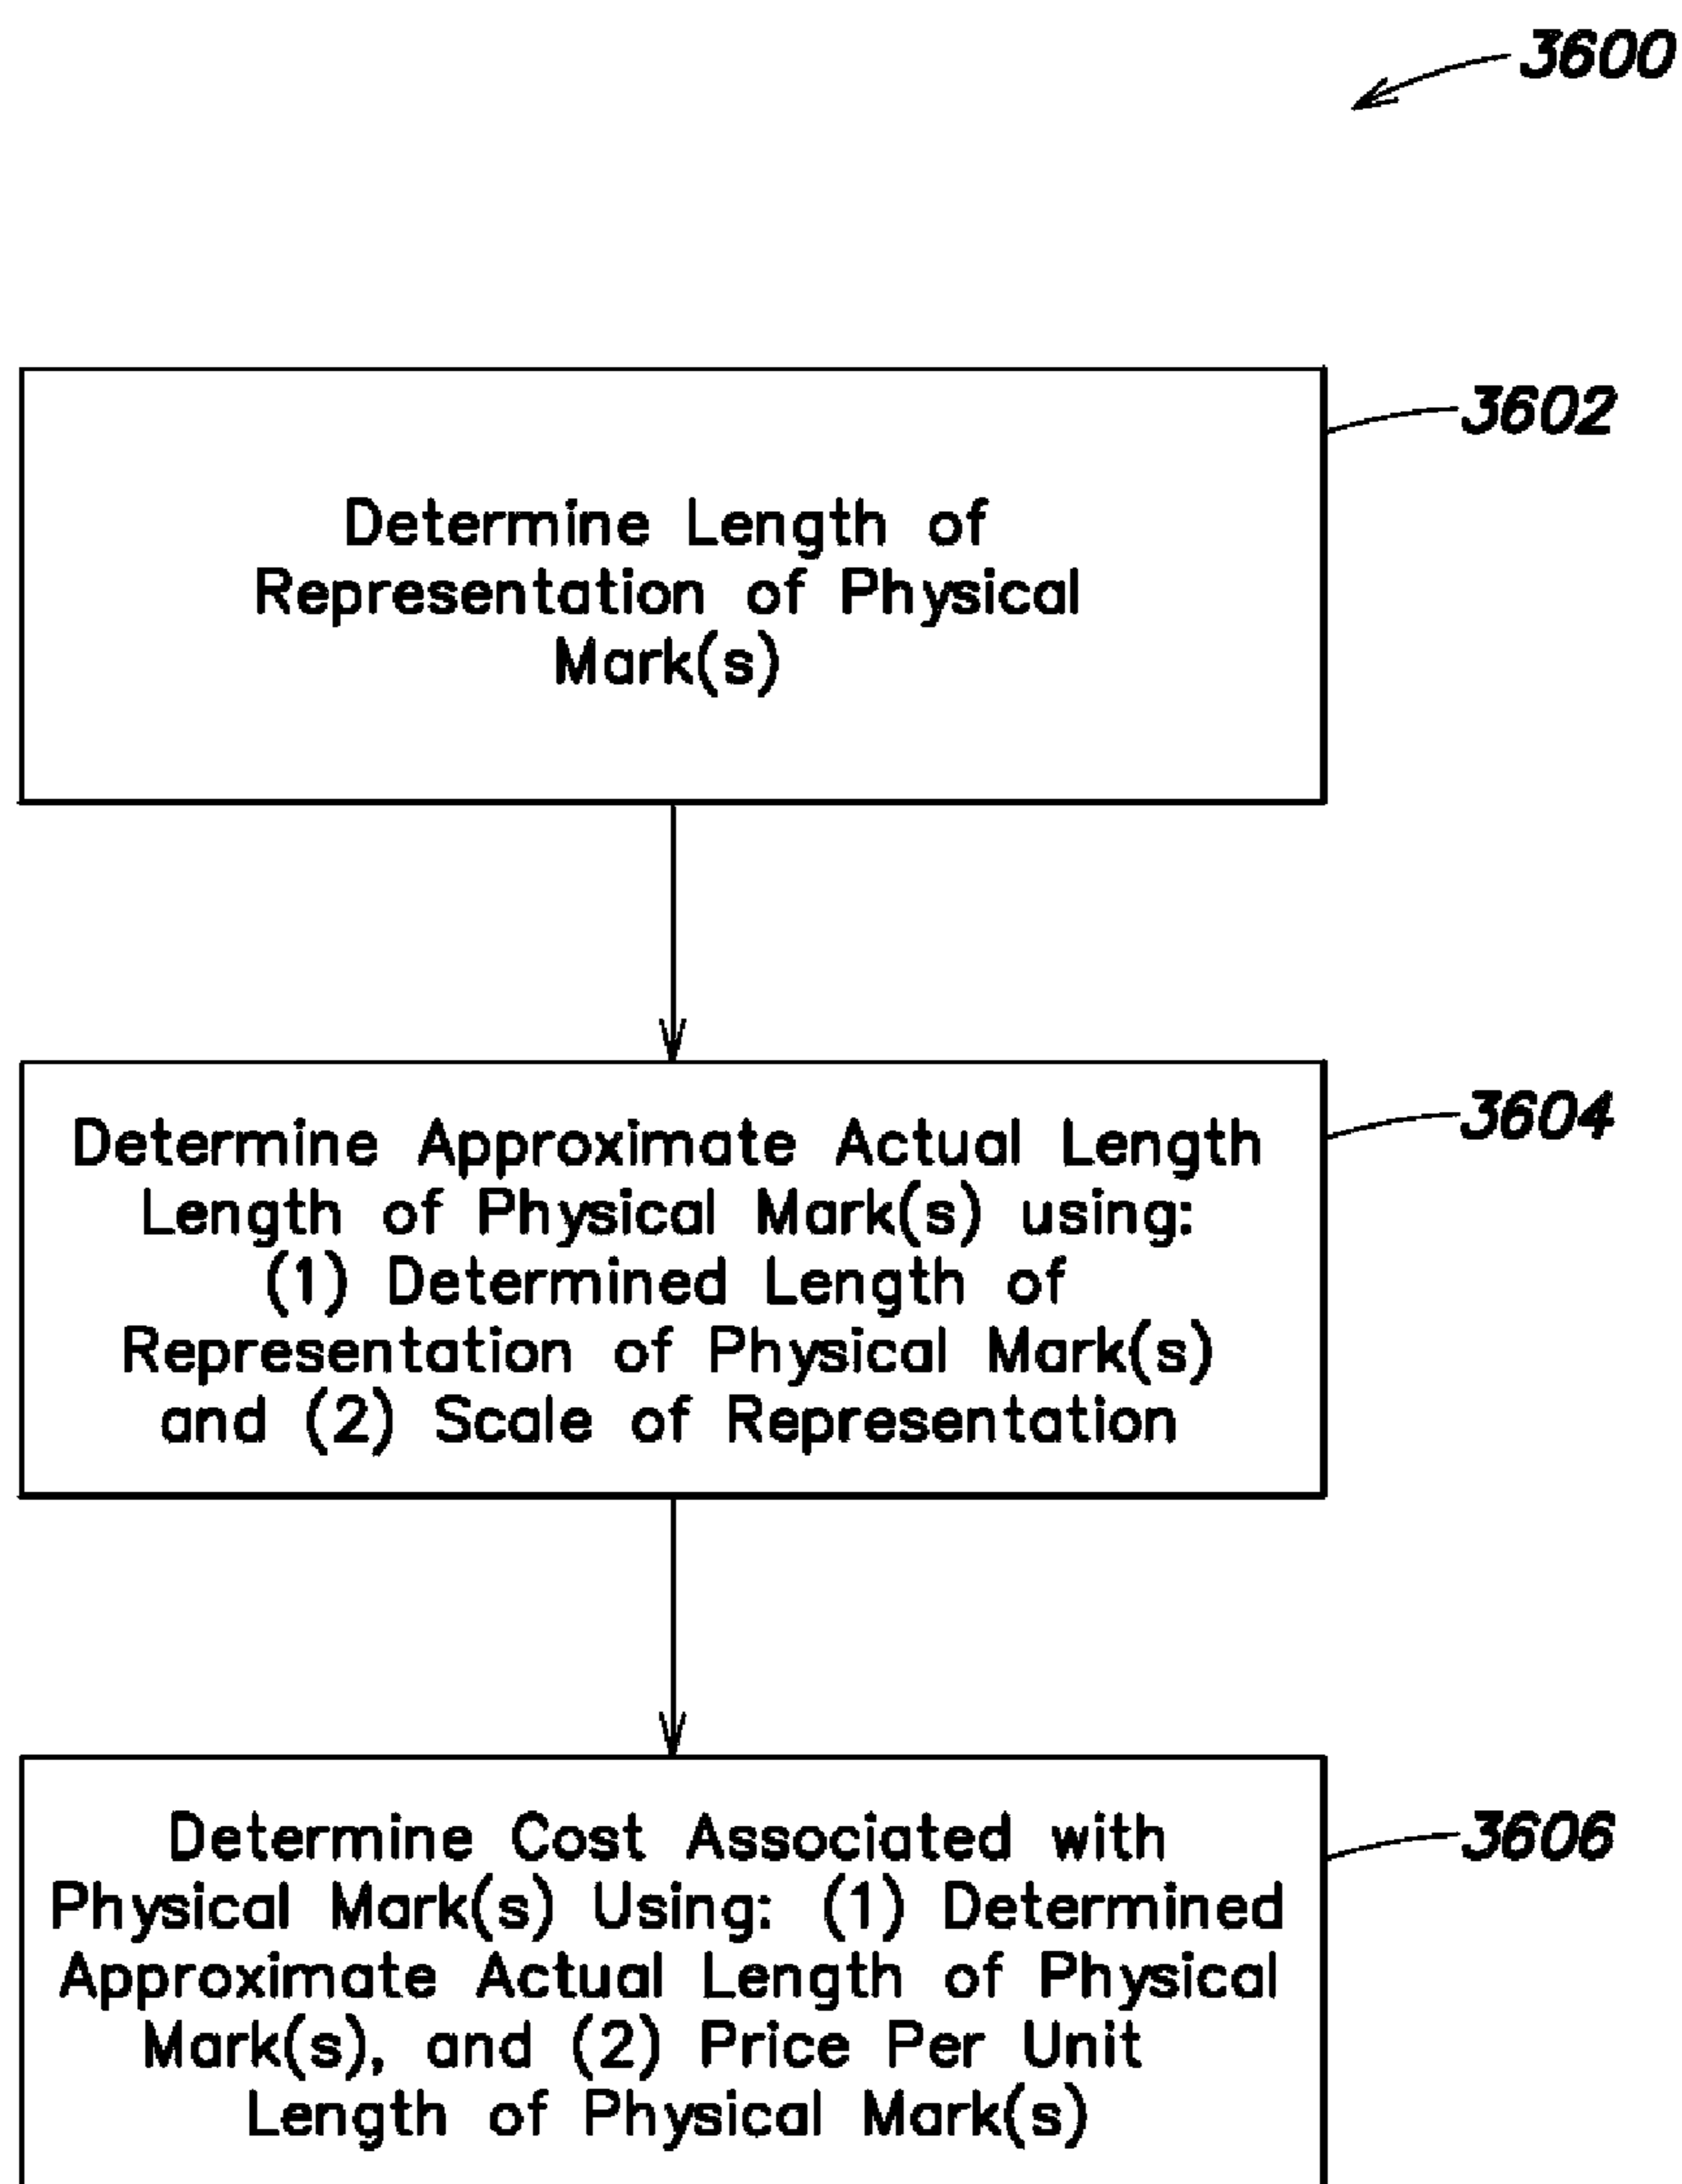 3600
3602
Determine Length of
Representation of Physical
Mark(s)
3604
Determine Approximate Actual Length
Length of Physical Mark(s) using:
(1) Determined Length of
Representation of Physical Mark(s)
and (2) Scale of Representation
3606
Determine Cost Associated with
Physical Mark(s) Using: (1) Determined
Approximate Actual Length of Physical
Mark(s), and (2) Price Per Unit
Length of Physical Mark(s)